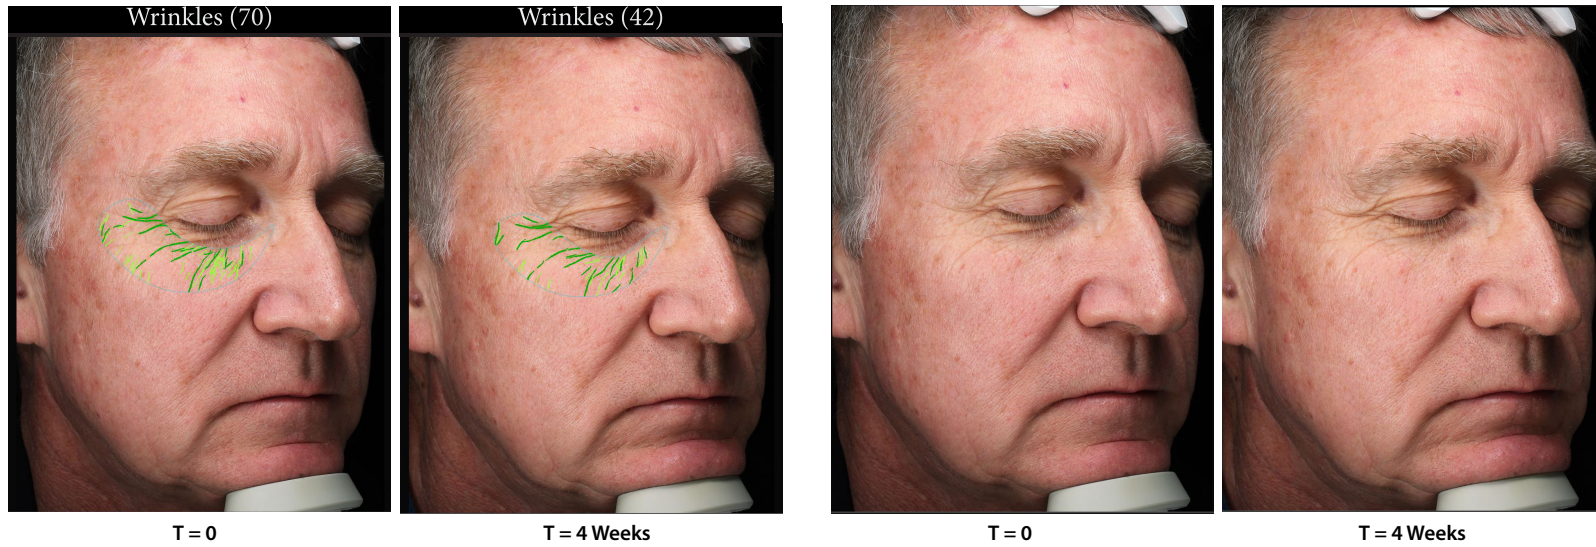 Wrinkles (70)
Wrinkles (42)
T = 0
T = 4 Weeks
T = 0
T = 4 Weeks